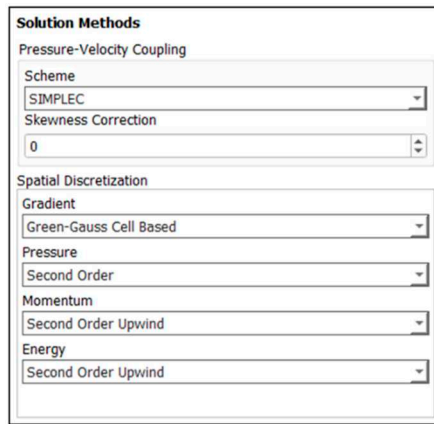 Solution Methods
Pressure-Velocity Coupling
Scheme
SIMPLEC
Skewness Correction
0
Spatial Discretization
Gradient
Green-Gauss Cell Based
Pressure
Second Order
Momentum
Second Order Upwind
Energy
Second Order Upwind